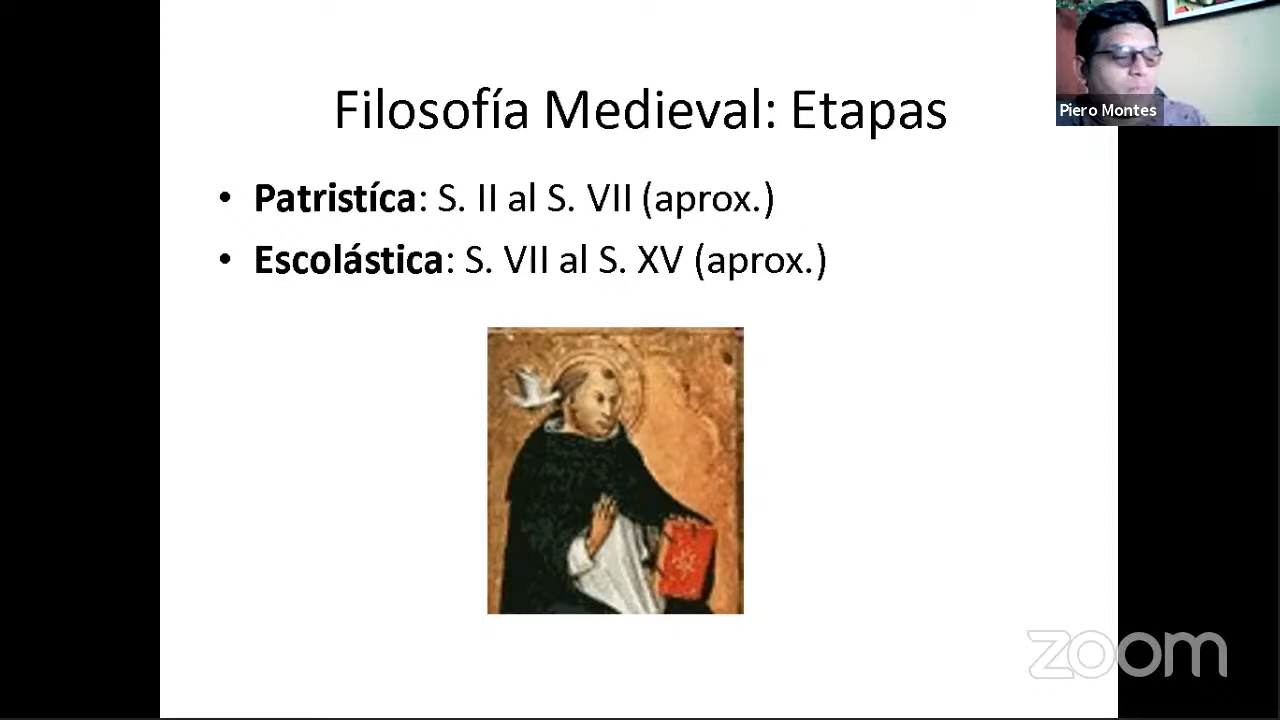 Filosofía Medieval: Etapas
• Patristíca: S. II al S. VII (aprox.)
• Escolástica: S. VII al S. XV (aprox.)
Piero Montes
zoom